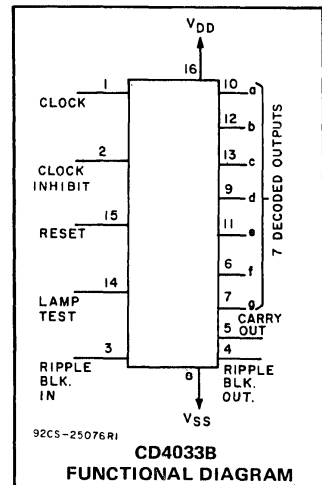 VDD
16
1
CLOCK
10 a
12 b
2
CLOCK
INHIBIT
13 c
9 d
15
RESET
11 e
6 f
14
LAMP
TEST
7 g
7 DECODED OUTPUTS
CARRY
OUT
5
3
RIPPLE
BLK.
IN
4
RIPPLE
BLK.
OUT.
8
VSS
92CS-25076R1
CD4033B
FUNCTIONAL DIAGRAM